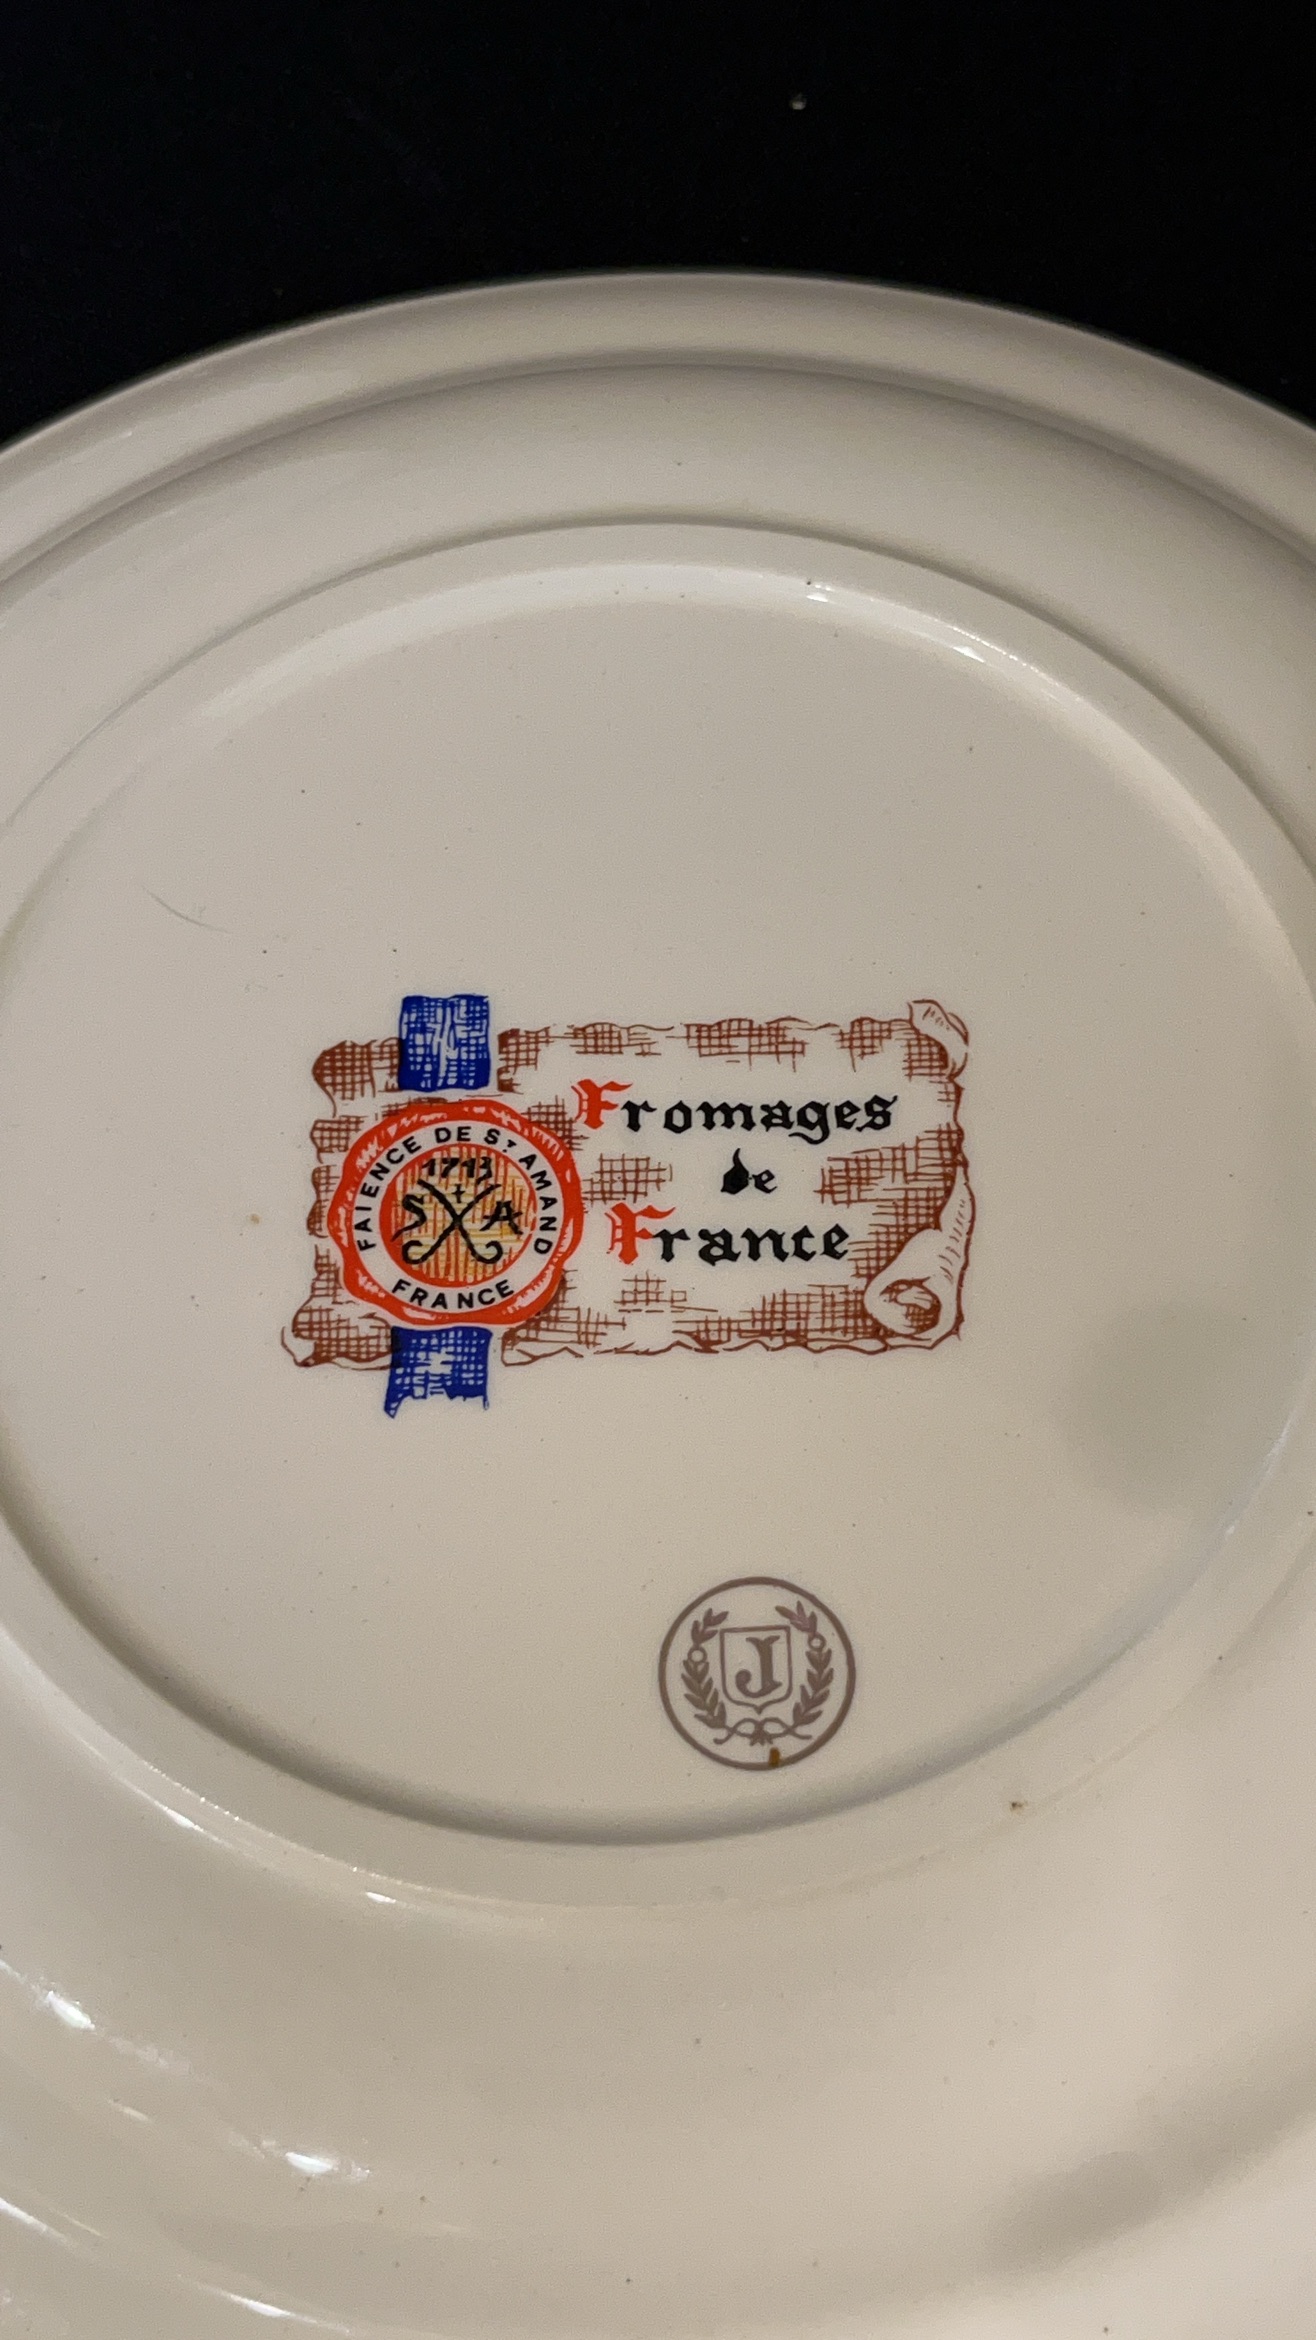 Fromages
de
France
FAIENCE DE ST AMAND
1713
S A
FRANCE
J